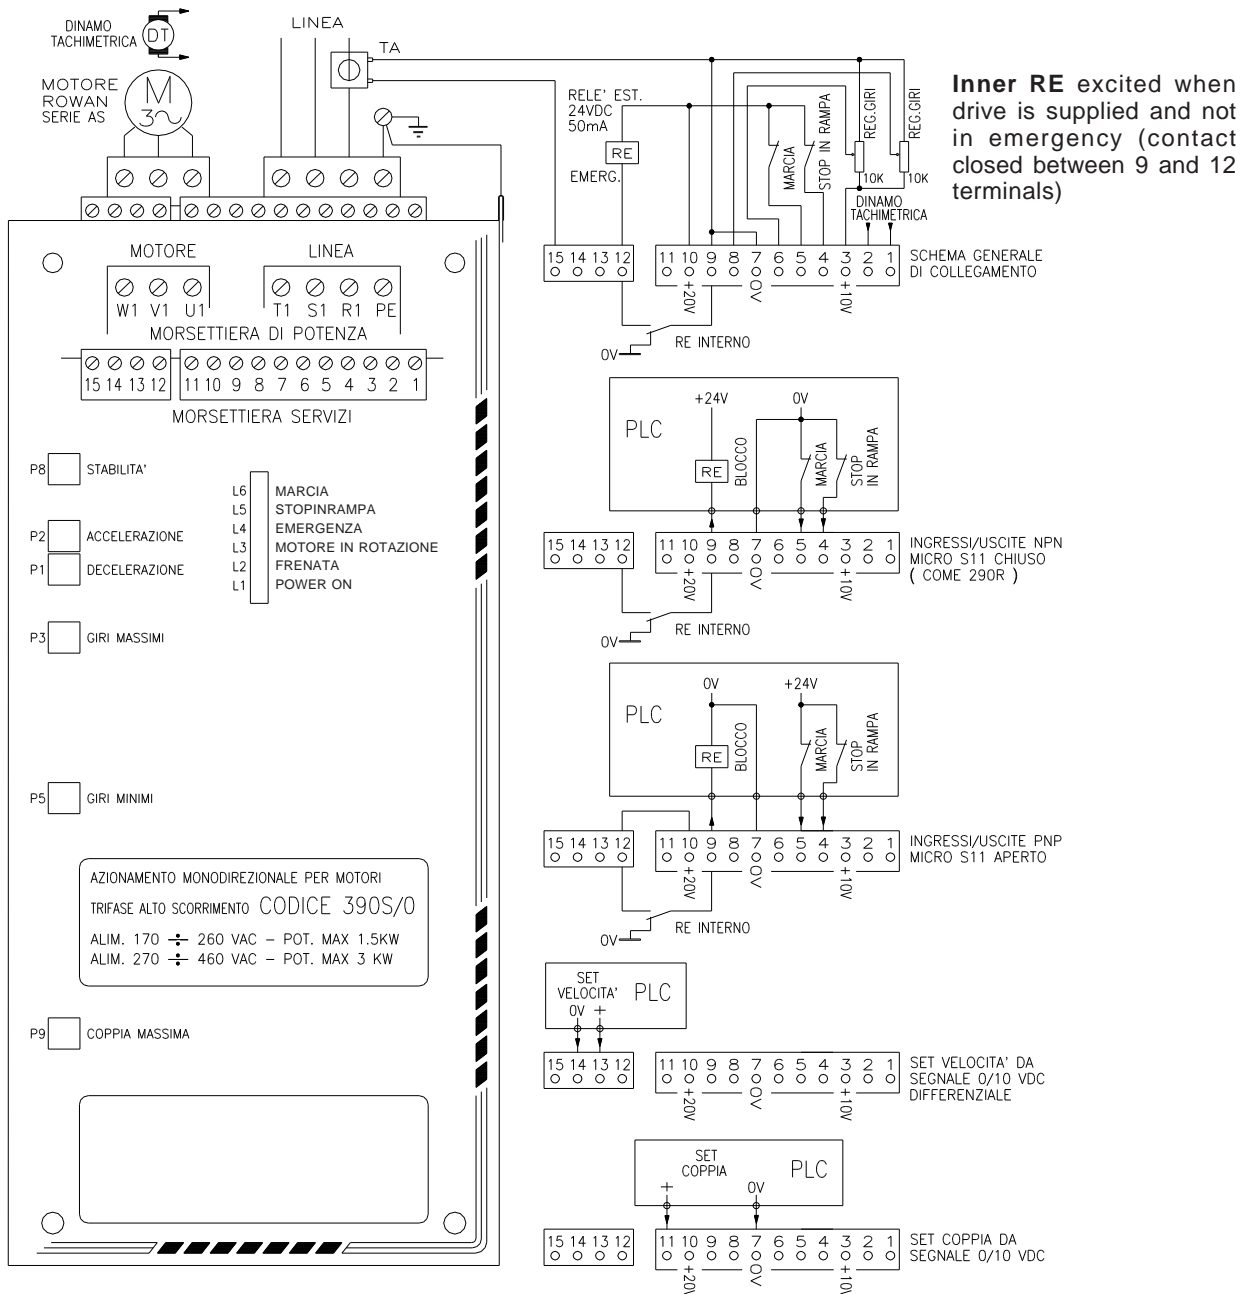 DINAMO
TACHIMETRICA
DT
LINEA
TA
MOTORE
ROWAN
SERIE AS
M
3~
RELE' EST.
24VDC
50mA
RE
EMERG.
MARCIA
STOP IN RAMPA
REG.GIRI
REG.GIRI
10K
10K
DINAMO
TACHIMETRICA
Inner RE excited when
drive is supplied and not
in emergency (contact
closed between 9 and 12
terminals)
15 14 13 12
11 10 9 8 7 6 5 4 3 2 1
+20V
0V
+10V
SCHEMA GENERALE
DI COLLEGAMENTO
0V
RE INTERNO
MOTORE
LINEA
W1 V1 U1
T1 S1 R1 PE
MORSETTIERA DI POTENZA
15 14 13 12
11 10 9 8 7 6 5 4 3 2 1
MORSETTIERA SERVIZI
P8
STABILITA'
P2
ACCELERAZIONE
P1
DECELERAZIONE
P3
GIRI MASSIMI
P5
GIRI MINIMI
L6 MARCIA
L5 STOPINRAMPA
L4 EMERGENZA
L3 MOTORE IN ROTAZIONE
L2 FRENATA
L1 POWER ON
AZIONAMENTO MONODIREZIONALE PER MOTORI
TRIFASE ALTO SCORRIMENTO CODICE 390S/0
ALIM. 170 ÷ 260 VAC – POT. MAX 1.5KW
ALIM. 270 ÷ 460 VAC – POT. MAX 3 KW
P9
COPPIA MASSIMA
PLC
+24V
0V
RE
BLOCCO
MARCIA
STOP
IN RAMPA
15 14 13 12
11 10 9 8 7 6 5 4 3 2 1
+20V
0V
+10V
INGRESSI/USCITE NPN
MICRO S11 CHIUSO
( COME 290R )
0V
RE INTERNO
PLC
0V
+24V
RE
BLOCCO
MARCIA
STOP
IN RAMPA
15 14 13 12
11 10 9 8 7 6 5 4 3 2 1
+20V
0V
+10V
INGRESSI/USCITE PNP
MICRO S11 APERTO
0V
RE INTERNO
SET
VELOCITA'
PLC
0V +
15 14 13 12
11 10 9 8 7 6 5 4 3 2 1
+20V
0V
+10V
SET VELOCITA' DA
SEGNALE 0/10 VDC
DIFFERENZIALE
SET
COPPIA
PLC
+
0V
15 14 13 12
11 10 9 8 7 6 5 4 3 2 1
+20V
0V
+10V
SET COPPIA DA
SEGNALE 0/10 VDC